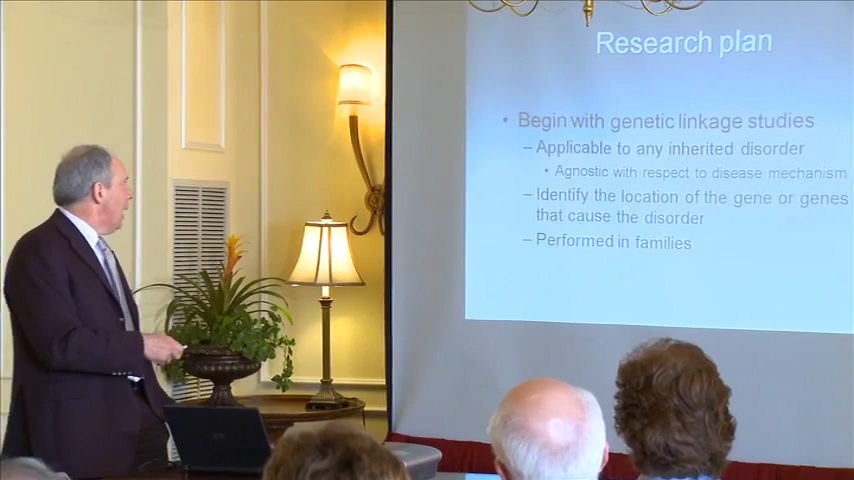 Research plan
• Begin with genetic linkage studies
– Applicable to any inherited disorder
• Agnostic with respect to disease mechanism
– Identify the location of the gene or genes
that cause the disorder
– Performed in families